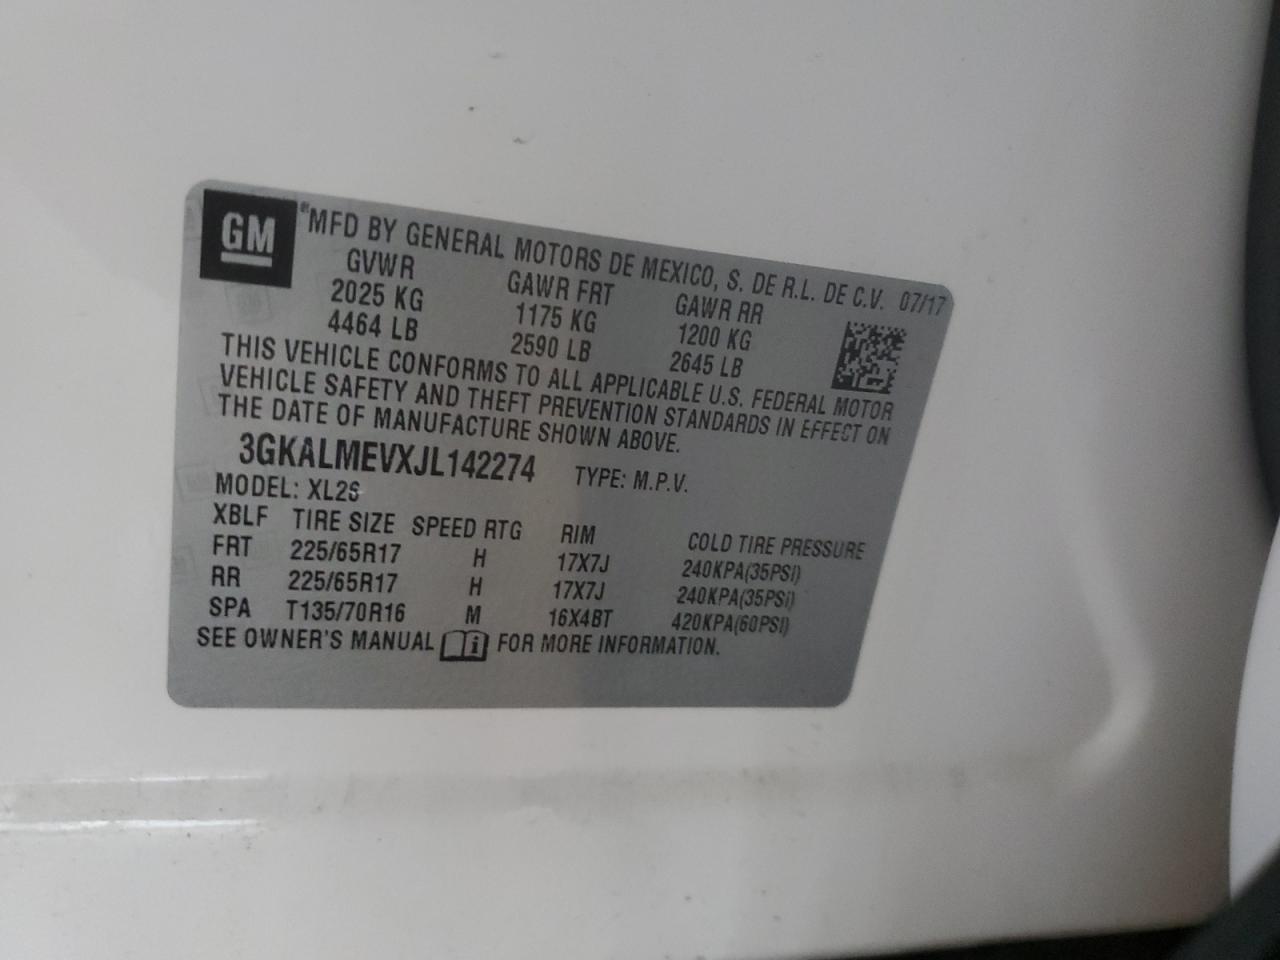 GM
®MFD BY GENERAL MOTORS DE MEXICO, S. DE R.L. DE C.V. 07/17
GVWR GAWR FRT GAWR RR
2025 KG 1175 KG 1200 KG
4464 LB 2590 LB 2645 LB
THIS VEHICLE CONFORMS TO ALL APPLICABLE U.S. FEDERAL MOTOR
VEHICLE SAFETY AND THEFT PREVENTION STANDARDS IN EFFECT ON
THE DATE OF MANUFACTURE SHOWN ABOVE.
3GKALMEVXJL142274 TYPE: M.P.V.
MODEL: XL2S
XBLF TIRE SIZE SPEED RTG RIM COLD TIRE PRESSURE
FRT 225/65R17 H 17X7J 240KPA(35PSI)
RR 225/65R17 H 17X7J 240KPA(35PSI)
SPA T135/70R16 M 16X4BT 420KPA(60PSI)
SEE OWNER'S MANUAL i FOR MORE INFORMATION.